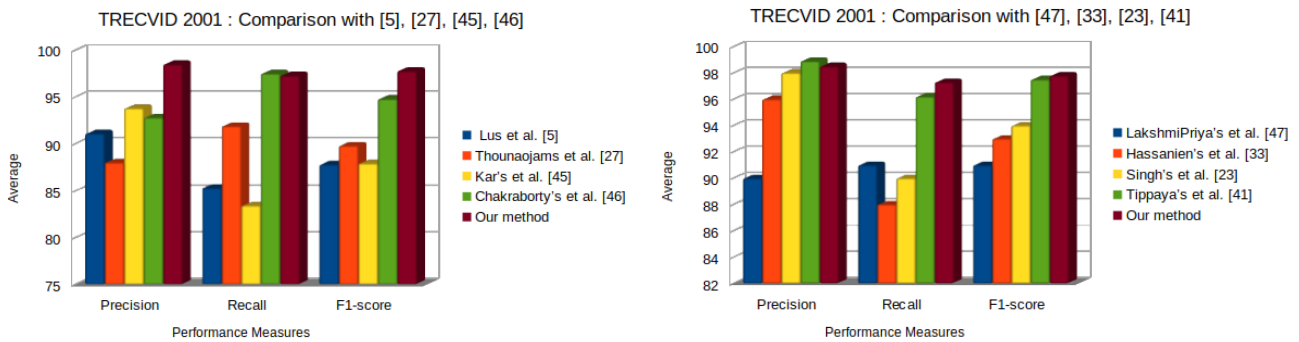 TRECVID 2001 : Comparison with [5], [27], [45], [46]
100
95
90
85
80
75
Average
Precision
Recall
F1-score
Performance Measures
Lus et al. [5]
Thounaojams et al. [27]
Kar's et al. [45]
Chakraborty's et al. [46]
Our method
TRECVID 2001 : Comparison with [47], [33], [23], [41]
100
98
96
94
92
90
88
86
84
82
Average
Precision
Recall
F1-score
Performance Measures
LakshmiPriya's et al. [47]
Hassanien's et al. [33]
Singh's et al. [23]
Tippaya's et al. [41]
Our method